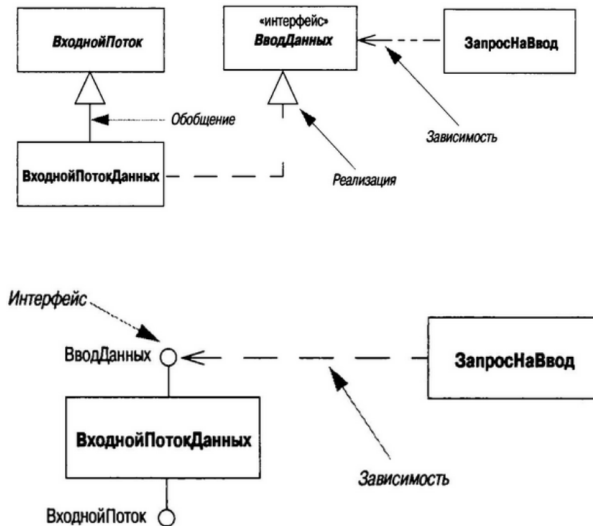 ВходнойПоток
«интерфейс»
ВводДанных
ЗапросНаВвод
Обобщение
Зависимость
ВходнойПотокДанных
Реализация
Интерфейс
ВводДанных
ЗапросНаВвод
ВходнойПотокДанных
Зависимость
ВходнойПоток